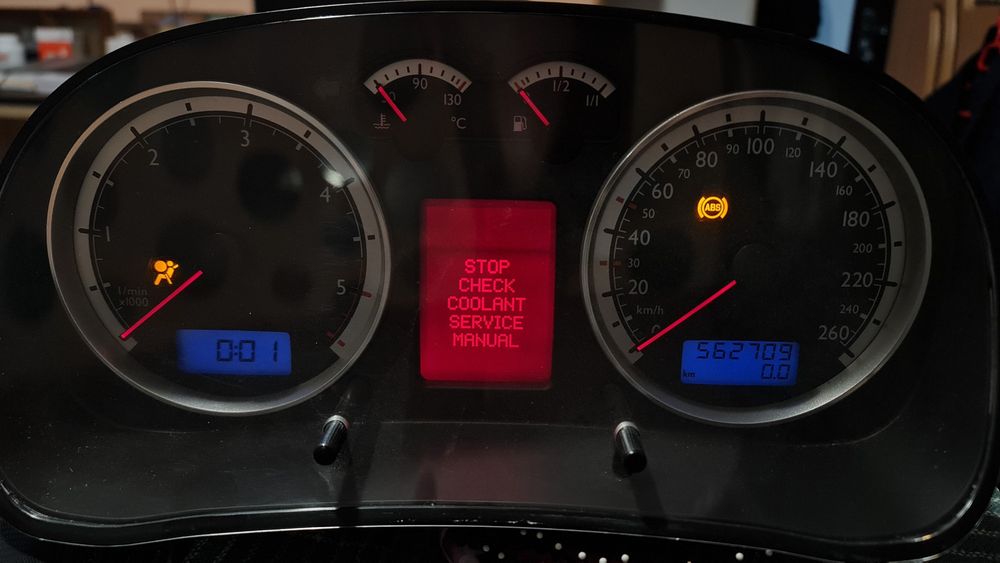 90
130
°C
1/2
1/1
1
2
3
4
5
1/min
x1000
0:01
STOP
CHECK
COOLANT
SERVICE
MANUAL
20
30
40
50
60
70
80
90
100
120
140
160
180
200
220
240
260
km/h
ABS
562709
km 0.0